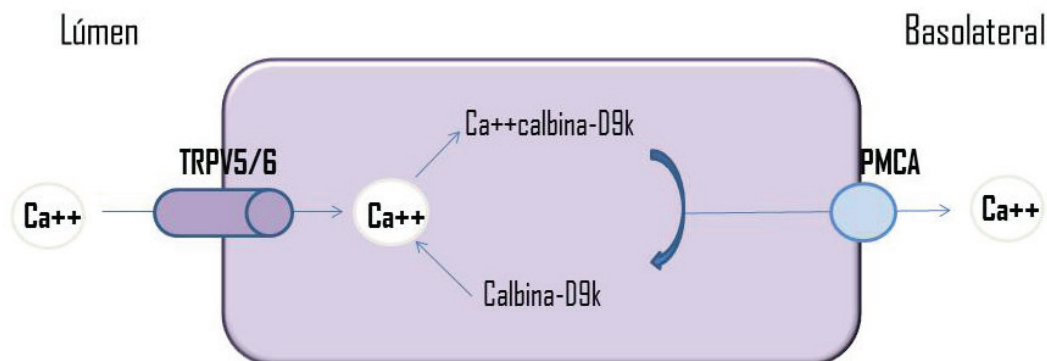 Lúmen
Basolateral
Ca++calbina-D9k
TRPV5/6
PMCA
Ca++
Ca++
Ca++
Calbina-D9k